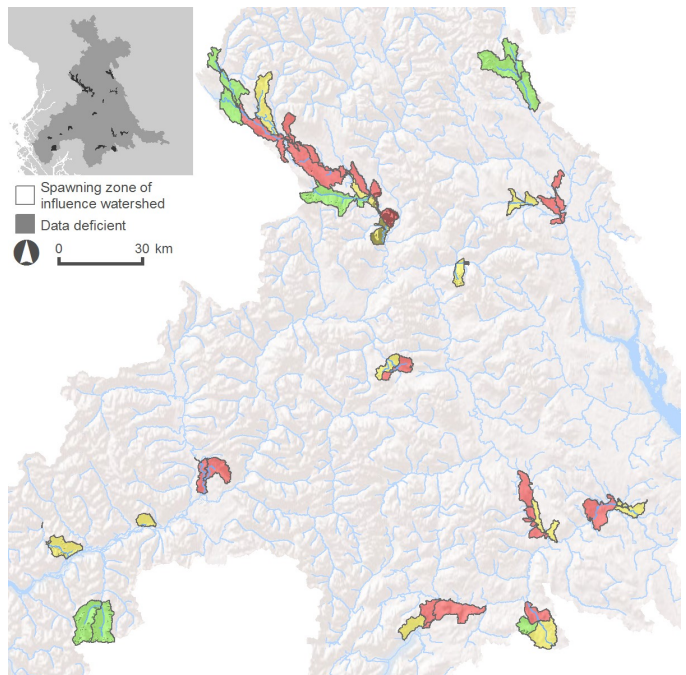 Spawning zone of
influence watershed
Data deficient
0 30 km